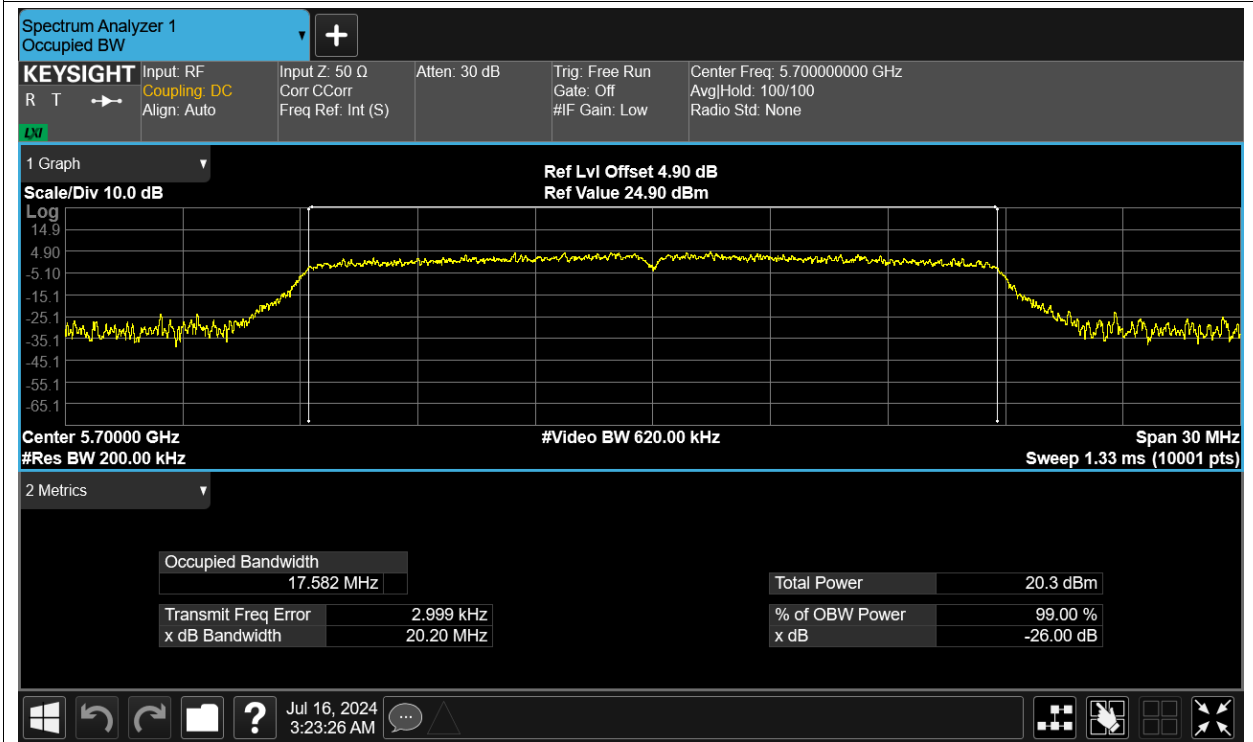 Spectrum Analyzer 1
Occupied BW
KEYSIGHT
R T
LXI
Input: RF
Coupling: DC
Align: Auto
Input Z: 50 Ω
Corr CCorr
Freq Ref: Int (S)
Atten: 30 dB
Trig: Free Run
Gate: Off
#IF Gain: Low
Center Freq: 5.700000000 GHz
Avg|Hold: 100/100
Radio Std: None
1 Graph
Scale/Div 10.0 dB
Ref Lvl Offset 4.90 dB
Ref Value 24.90 dBm
Log
14.9
4.90
-5.10
-15.1
-25.1
-35.1
-45.1
-55.1
-65.1
Center 5.70000 GHz
#Res BW 200.00 kHz
#Video BW 620.00 kHz
Span 30 MHz
Sweep 1.33 ms (10001 pts)
2 Metrics
Occupied Bandwidth
17.582 MHz
Transmit Freq Error 2.999 kHz
x dB Bandwidth 20.20 MHz
Total Power 20.3 dBm
% of OBW Power 99.00 %
x dB -26.00 dB
?
Jul 16, 2024
3:23:26 AM